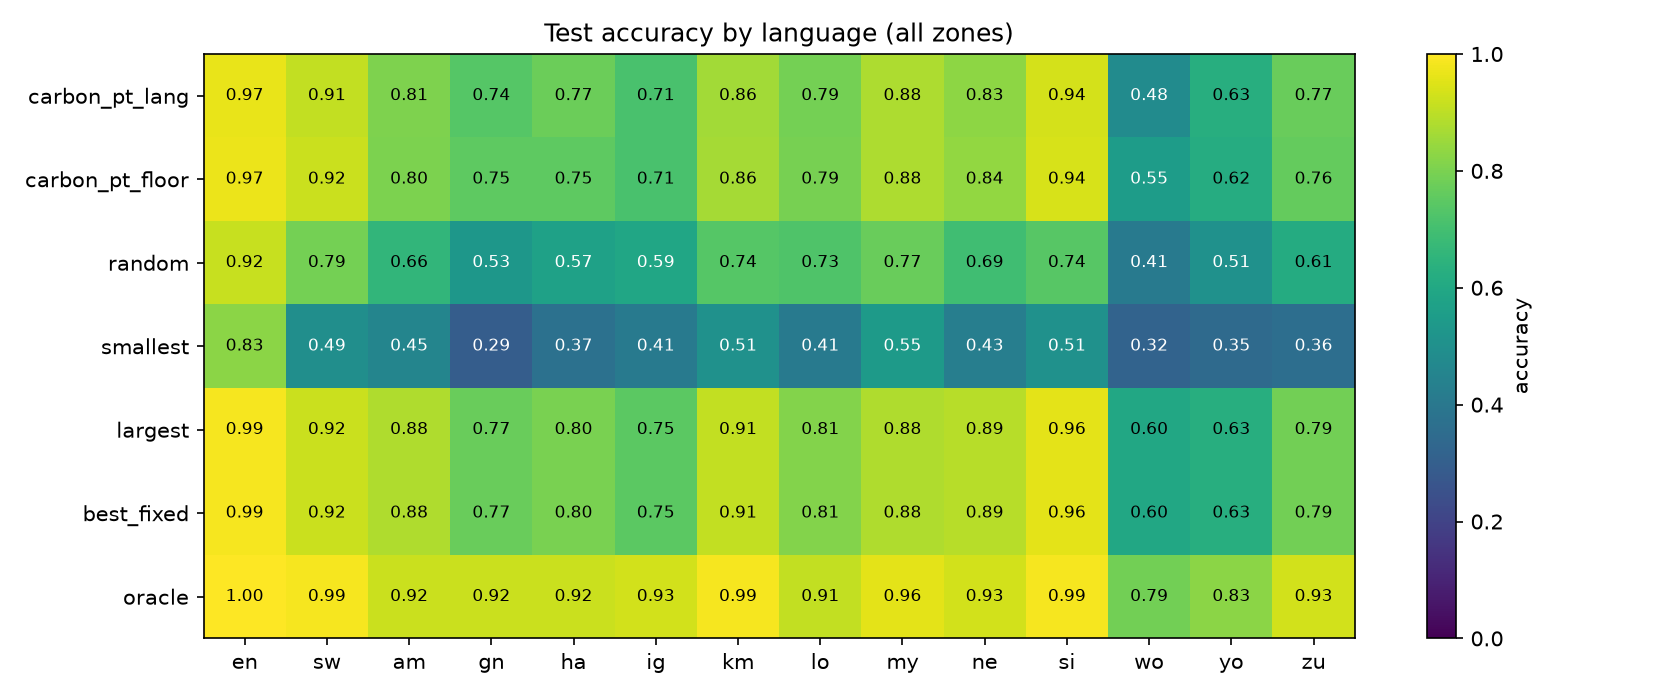 Test accuracy by language (all zones)
carbon_pt_lang 0.97 0.91 0.81 0.74 0.77 0.71 0.86 0.79 0.88 0.83 0.94 0.48 0.63 0.77
carbon_pt_floor 0.97 0.92 0.80 0.75 0.75 0.71 0.86 0.79 0.88 0.84 0.94 0.55 0.62 0.76
random 0.92 0.79 0.66 0.53 0.57 0.59 0.74 0.73 0.77 0.69 0.74 0.41 0.51 0.61
smallest 0.83 0.49 0.45 0.29 0.37 0.41 0.51 0.41 0.55 0.43 0.51 0.32 0.35 0.36
largest 0.99 0.92 0.88 0.77 0.80 0.75 0.91 0.81 0.88 0.89 0.96 0.60 0.63 0.79
best_fixed 0.99 0.92 0.88 0.77 0.80 0.75 0.91 0.81 0.88 0.89 0.96 0.60 0.63 0.79
oracle 1.00 0.99 0.92 0.92 0.92 0.93 0.99 0.91 0.96 0.93 0.99 0.79 0.83 0.93
en sw am gn ha ig km lo my ne si wo yo zu
1.0
0.8
0.6
0.4
0.2
0.0
accuracy